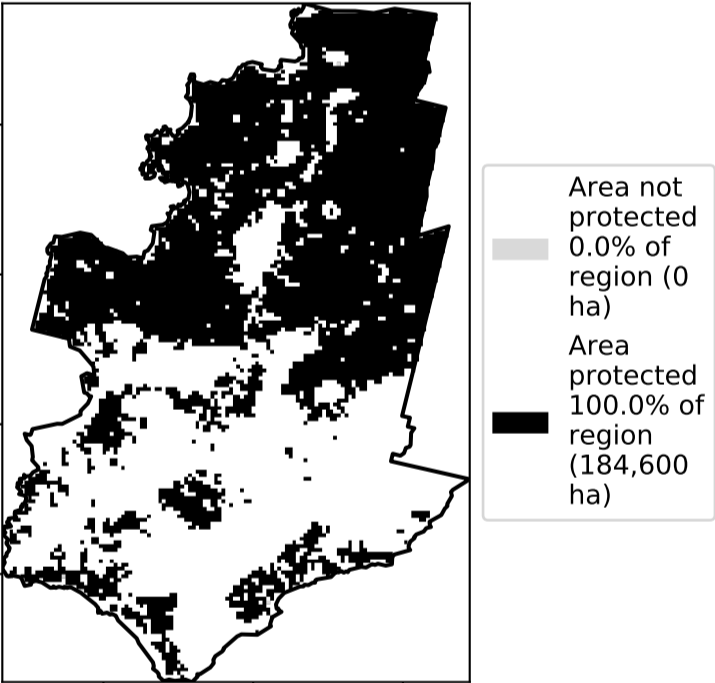 Area not
protected
0.0% of
region (0
ha)
Area
protected
100.0% of
region
(184,600
ha)